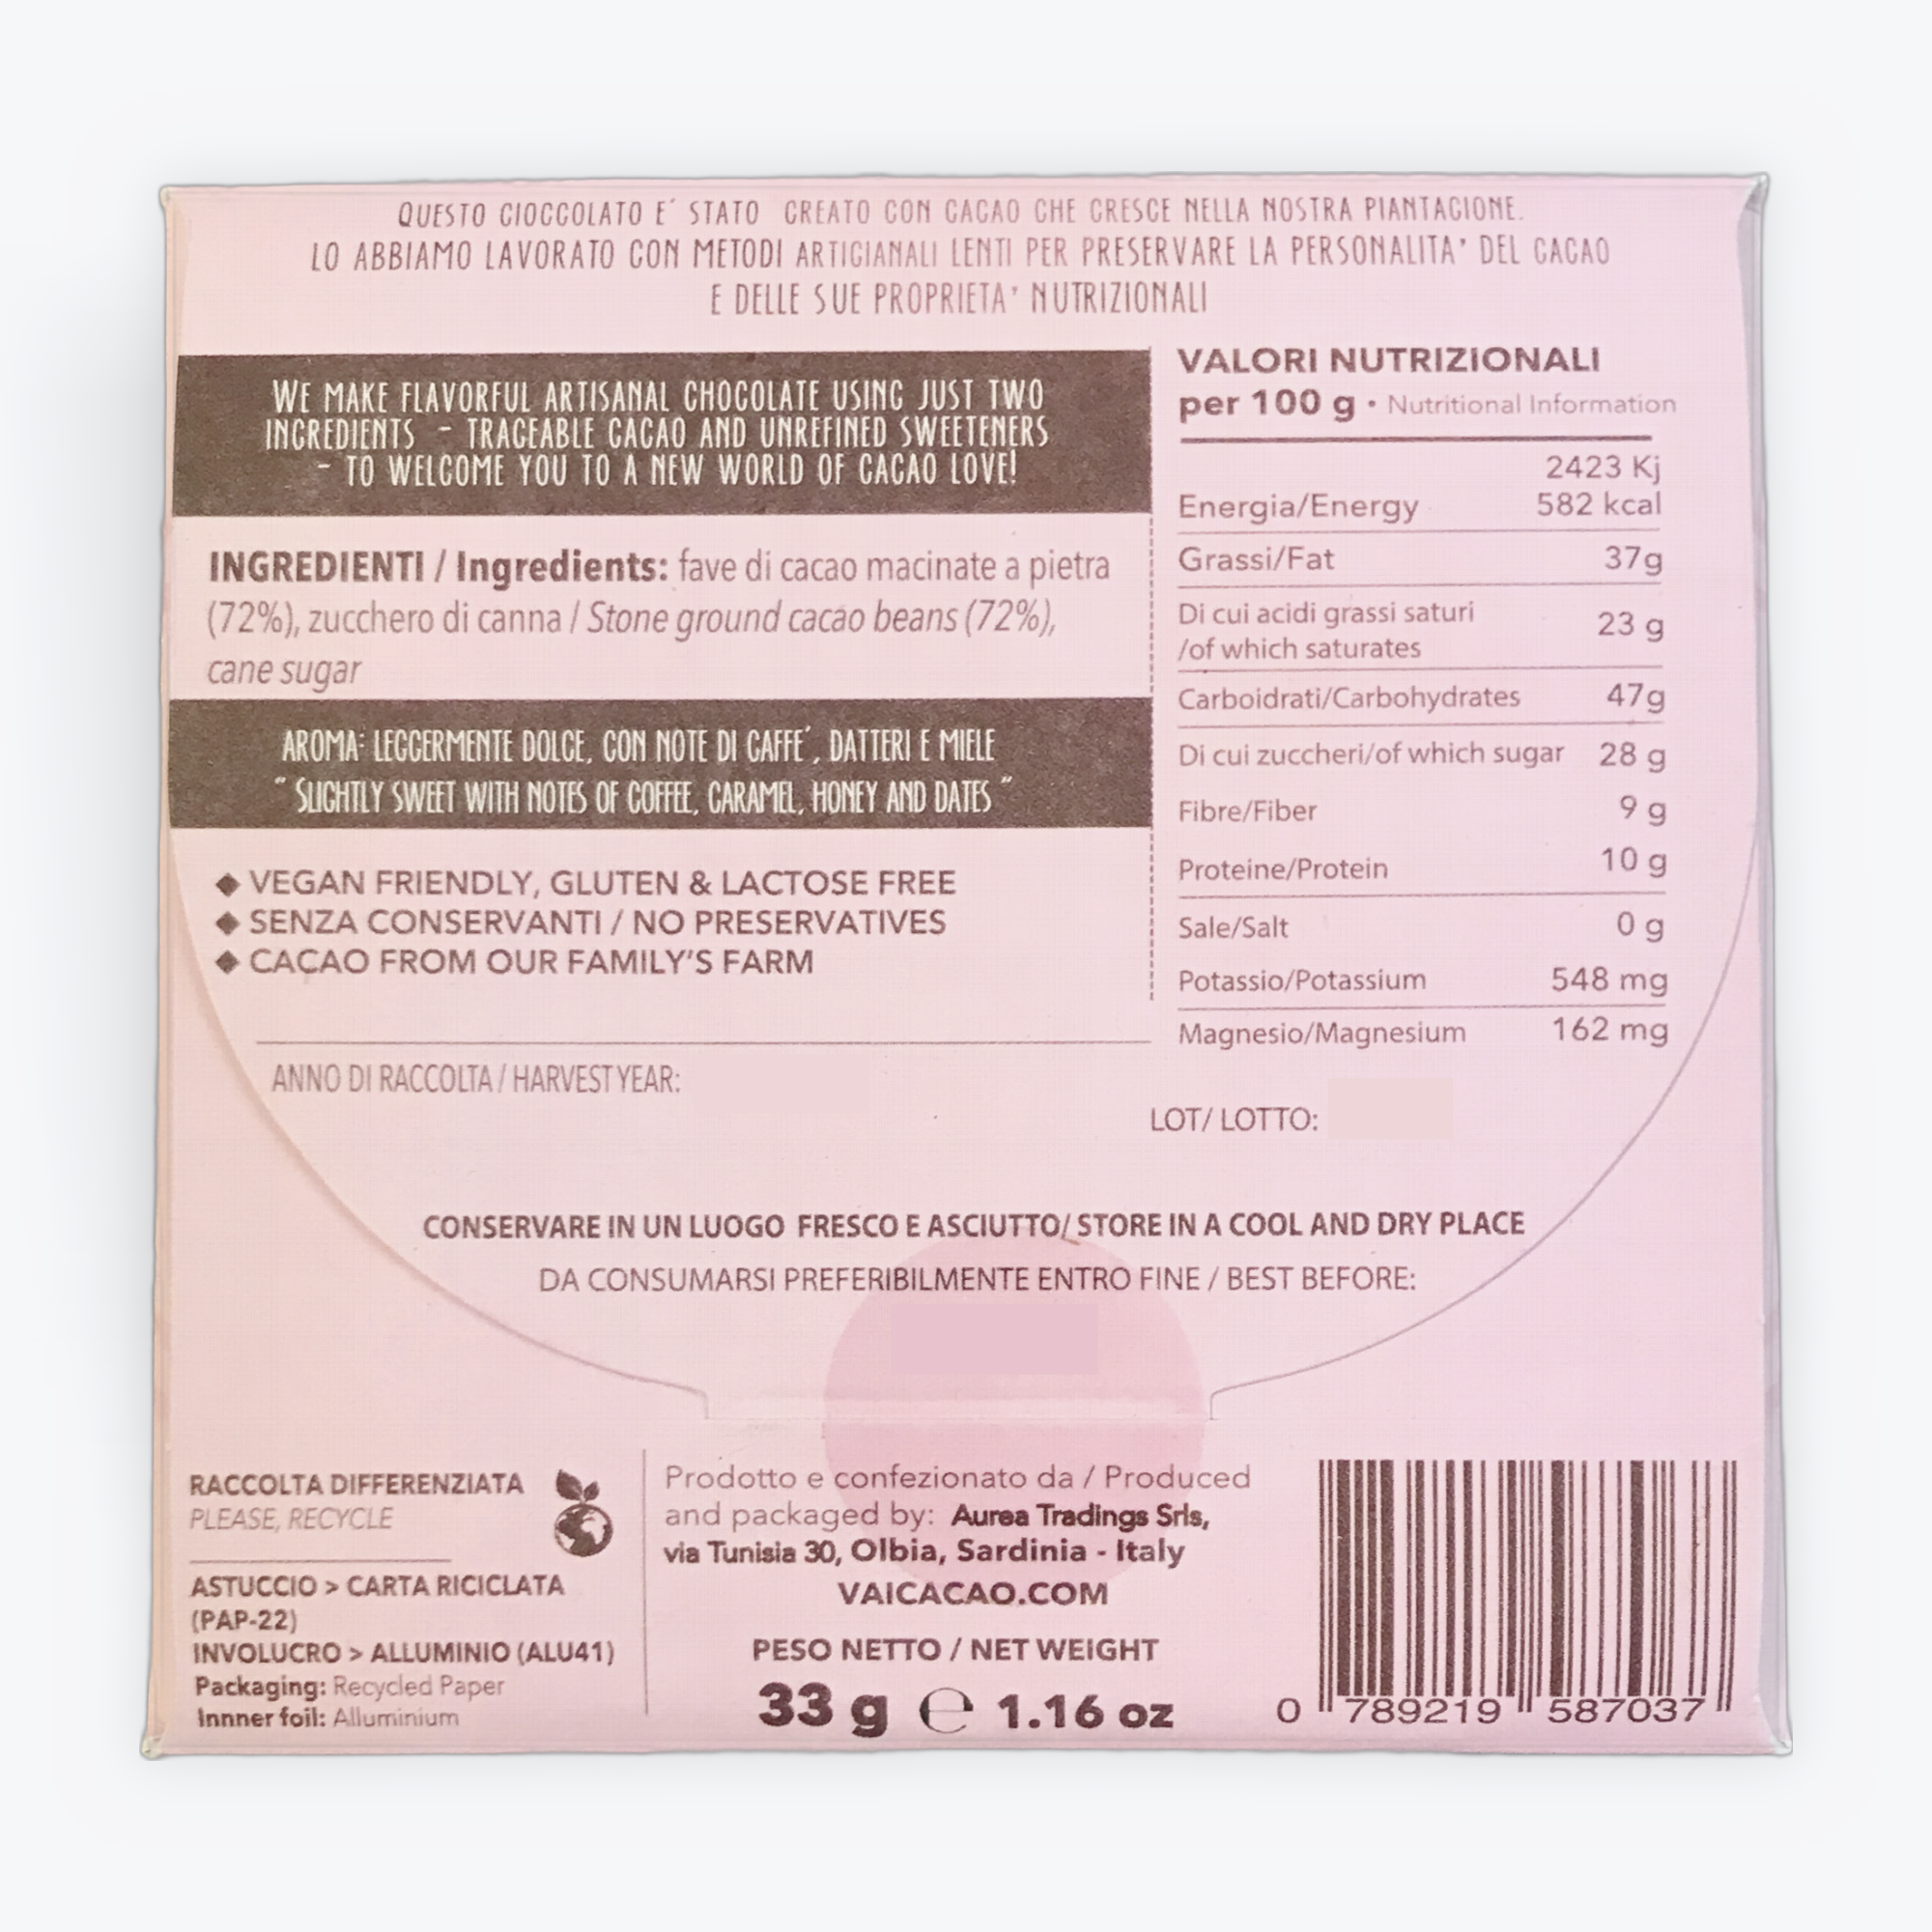 QUESTO CIOCCOLATO E´ STATO CREATO CON CACAO CHE CRESCE NELLA NOSTRA PIANTAGIONE.
LO ABBIAMO LAVORATO CON METODI ARTIGIANALI LENTI PER PRESERVARE LA PERSONALITA' DEL CACAO
E DELLE SUE PROPRIETA' NUTRIZIONALI
WE MAKE FLAVORFUL ARTISANAL CHOCOLATE USING JUST TWO
INGREDIENTS - TRACEABLE CACAO AND UNREFINED SWEETENERS
- TO WELCOME YOU TO A NEW WORLD OF CACAO LOVE!
INGREDIENTI / Ingredients: fave di cacao macinate a pietra
(72%), zucchero di canna / Stone ground cacao beans (72%),
cane sugar
AROMA: LEGGERMENTE DOLCE, CON NOTE DI CAFFE´, DATTERI E MIELE
" SLIGHTLY SWEET WITH NOTES OF COFFEE, CARAMEL, HONEY AND DATES "
◆ VEGAN FRIENDLY, GLUTEN & LACTOSE FREE
◆ SENZA CONSERVANTI / NO PRESERVATIVES
◆ CACAO FROM OUR FAMILY'S FARM
ANNO DI RACCOLTA / HARVEST YEAR:
VALORI NUTRIZIONALI
per 100 g • Nutritional Information
2423 Kj
Energia/Energy 582 kcal
Grassi/Fat 37g
Di cui acidi grassi saturi
/of which saturates 23 g
Carboidrati/Carbohydrates 47g
Di cui zuccheri/of which sugar 28 g
Fibre/Fiber 9 g
Proteine/Protein 10 g
Sale/Salt 0 g
Potassio/Potassium 548 mg
Magnesio/Magnesium 162 mg
LOT/ LOTTO:
CONSERVARE IN UN LUOGO FRESCO E ASCIUTTO/ STORE IN A COOL AND DRY PLACE
DA CONSUMARSI PREFERIBILMENTE ENTRO FINE / BEST BEFORE:
RACCOLTA DIFFERENZIATA
PLEASE, RECYCLE
ASTUCCIO > CARTA RICICLATA
(PAP-22)
INVOLUCRO > ALLUMINIO (ALU41)
Packaging: Recycled Paper
Innner foil: Alluminium
Prodotto e confezionato da / Produced
and packaged by: Aurea Tradings Srls,
via Tunisia 30, Olbia, Sardinia - Italy
VAICACAO.COM
PESO NETTO / NET WEIGHT
33 g ℮ 1.16 oz
0 789219 587037